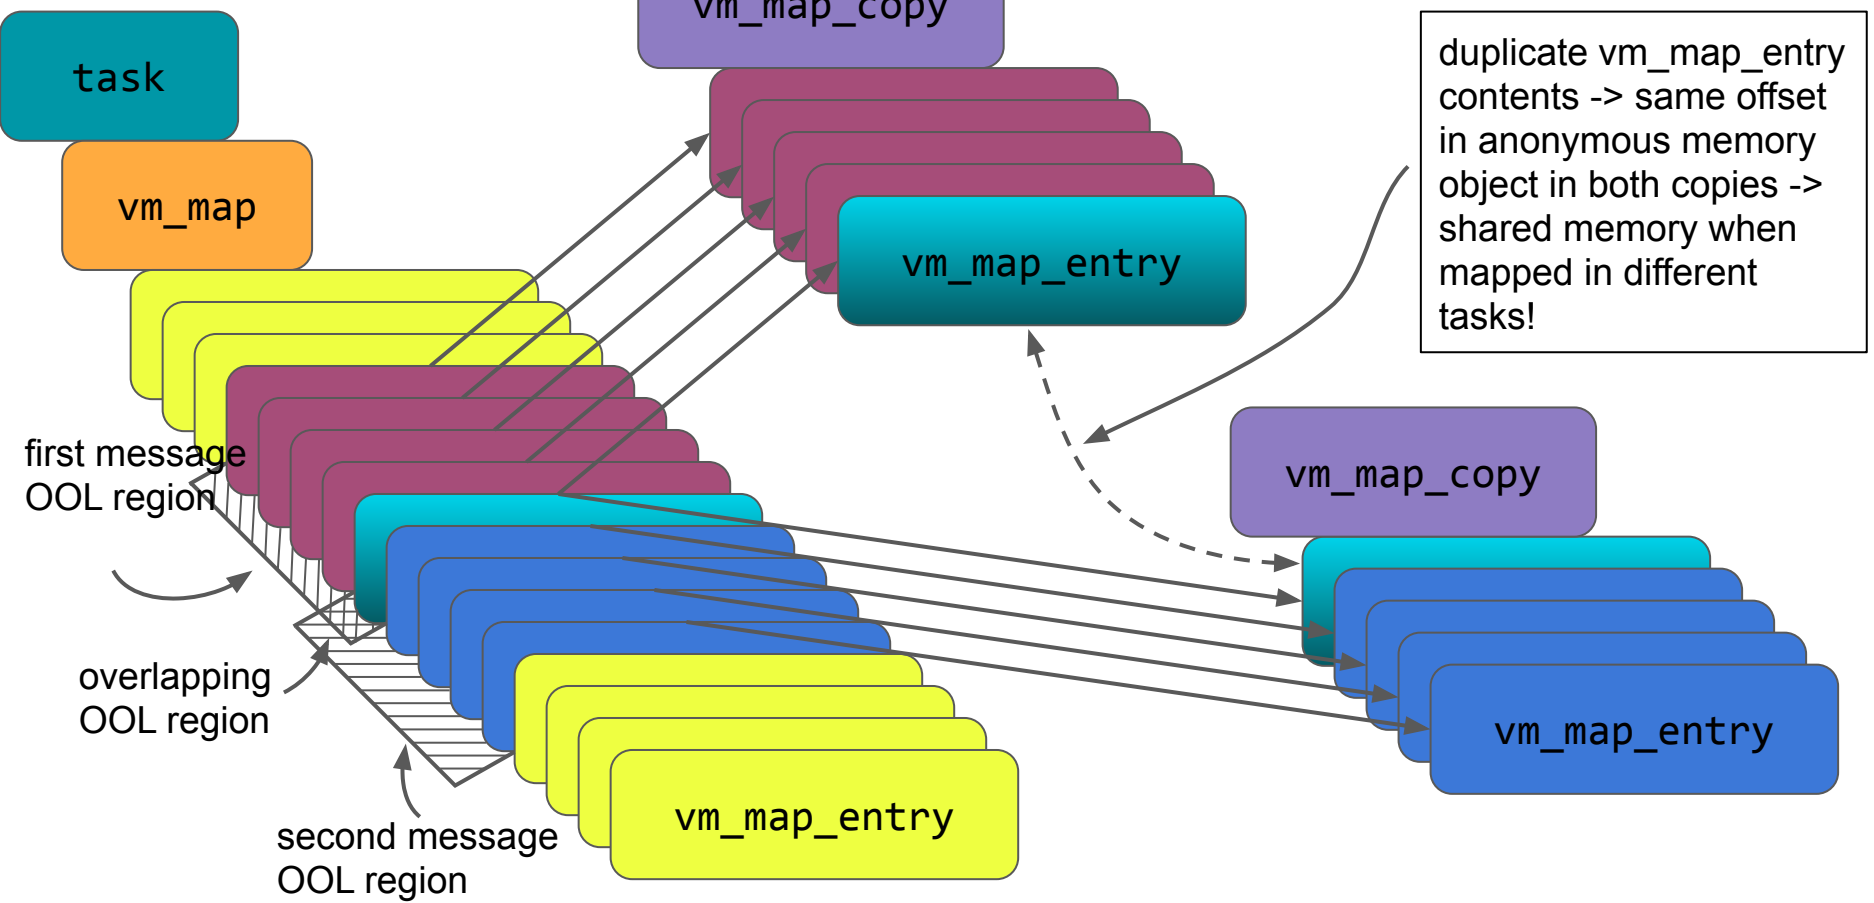 vm_map_copy
task
vm_map
duplicate vm_map_entry
contents -> same offset
in anonymous memory
object in both copies ->
shared memory when
mapped in different
tasks!
vm_map_entry
first message
OOL region
vm_map_copy
overlapping
OOL region
vm_map_entry
vm_map_entry
second message
OOL region